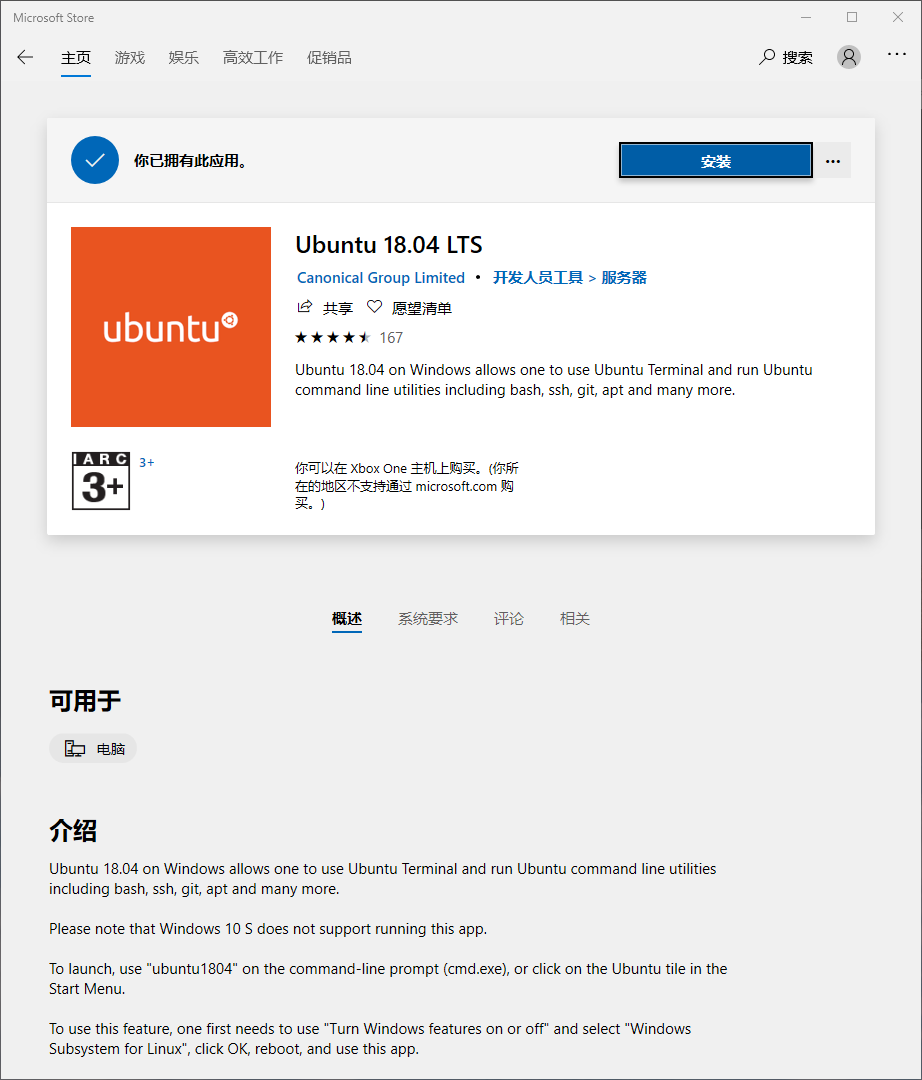 Microsoft Store
主页 游戏 娱乐 高效工作 促销品 搜索
你已拥有此应用。 安装
ubuntu
Ubuntu 18.04 LTS
Canonical Group Limited • 开发人员工具 > 服务器
共享 愿望清单
167
Ubuntu 18.04 on Windows allows one to use Ubuntu Terminal and run Ubuntu
command line utilities including bash, ssh, git, apt and many more.
IARC
3+
3+
你可以在 Xbox One 主机上购买。(你所
在的地区不支持通过 microsoft.com 购
买。)
概述 系统要求 评论 相关
可用于
电脑
介绍
Ubuntu 18.04 on Windows allows one to use Ubuntu Terminal and run Ubuntu command line utilities
including bash, ssh, git, apt and many more.
Please note that Windows 10 S does not support running this app.
To launch, use "ubuntu1804" on the command-line prompt (cmd.exe), or click on the Ubuntu tile in the
Start Menu.
To use this feature, one first needs to use "Turn Windows features on or off" and select "Windows
Subsystem for Linux", click OK, reboot, and use this app.